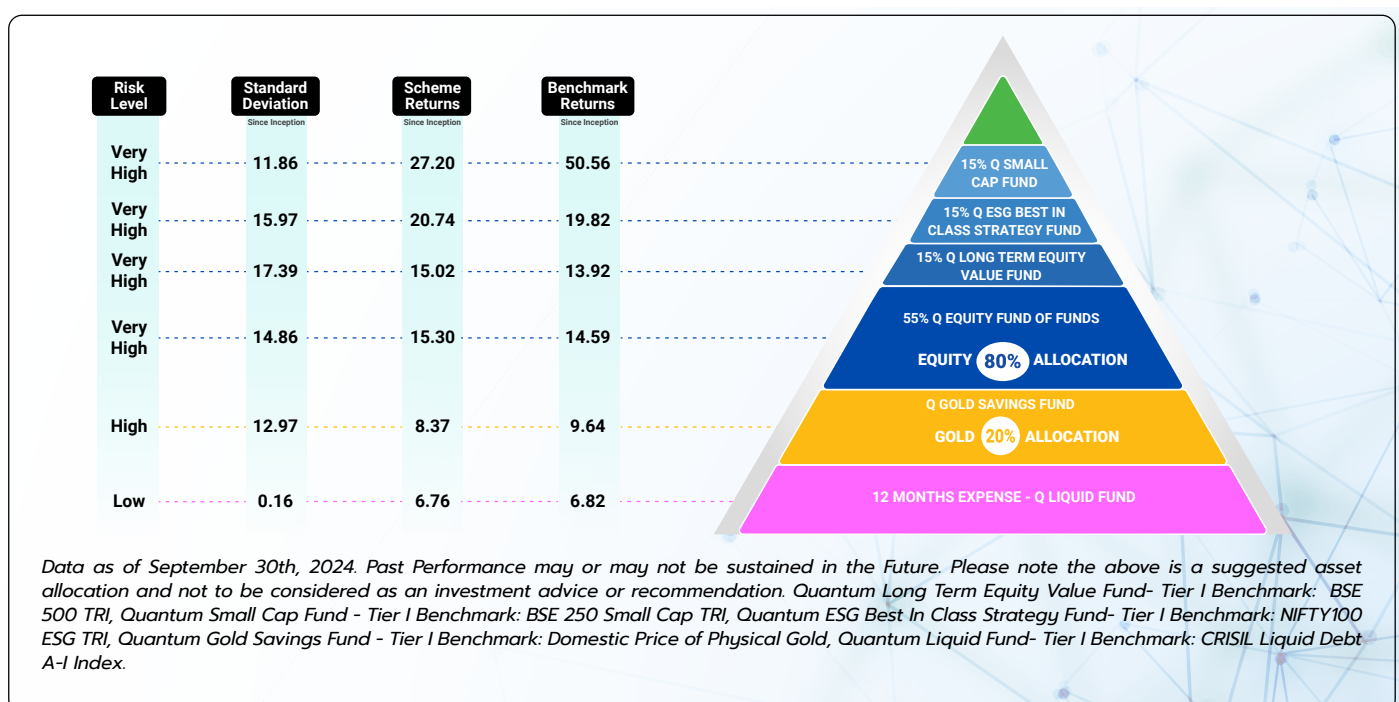 Risk Level
Standard Deviation
Scheme Returns
Benchmark Returns
Since Inception
Since Inception
Since Inception
Very High 11.86 27.20 50.56
15% Q SMALL
CAP FUND
Very High 15.97 20.74 19.82
15% Q ESG BEST IN
CLASS STRATEGY FUND
Very High 17.39 15.02 13.92
15% Q LONG TERM EQUITY
VALUE FUND
Very High 14.86 15.30 14.59
55% Q EQUITY FUND OF FUNDS
EQUITY 80% ALLOCATION
High 12.97 8.37 9.64
Q GOLD SAVINGS FUND
GOLD 20% ALLOCATION
Low 0.16 6.76 6.82
12 MONTHS EXPENSE - Q LIQUID FUND
Data as of September 30th, 2024. Past Performance may or may not be sustained in the Future. Please note the above is a suggested asset
allocation and not to be considered as an investment advice or recommendation. Quantum Long Term Equity Value Fund- Tier I Benchmark: BSE
500 TRI, Quantum Small Cap Fund - Tier I Benchmark: BSE 250 Small Cap TRI, Quantum ESG Best In Class Strategy Fund- Tier I Benchmark: NIFTY100
ESG TRI, Quantum Gold Savings Fund - Tier I Benchmark: Domestic Price of Physical Gold, Quantum Liquid Fund- Tier I Benchmark: CRISIL Liquid Debt
A-I Index.